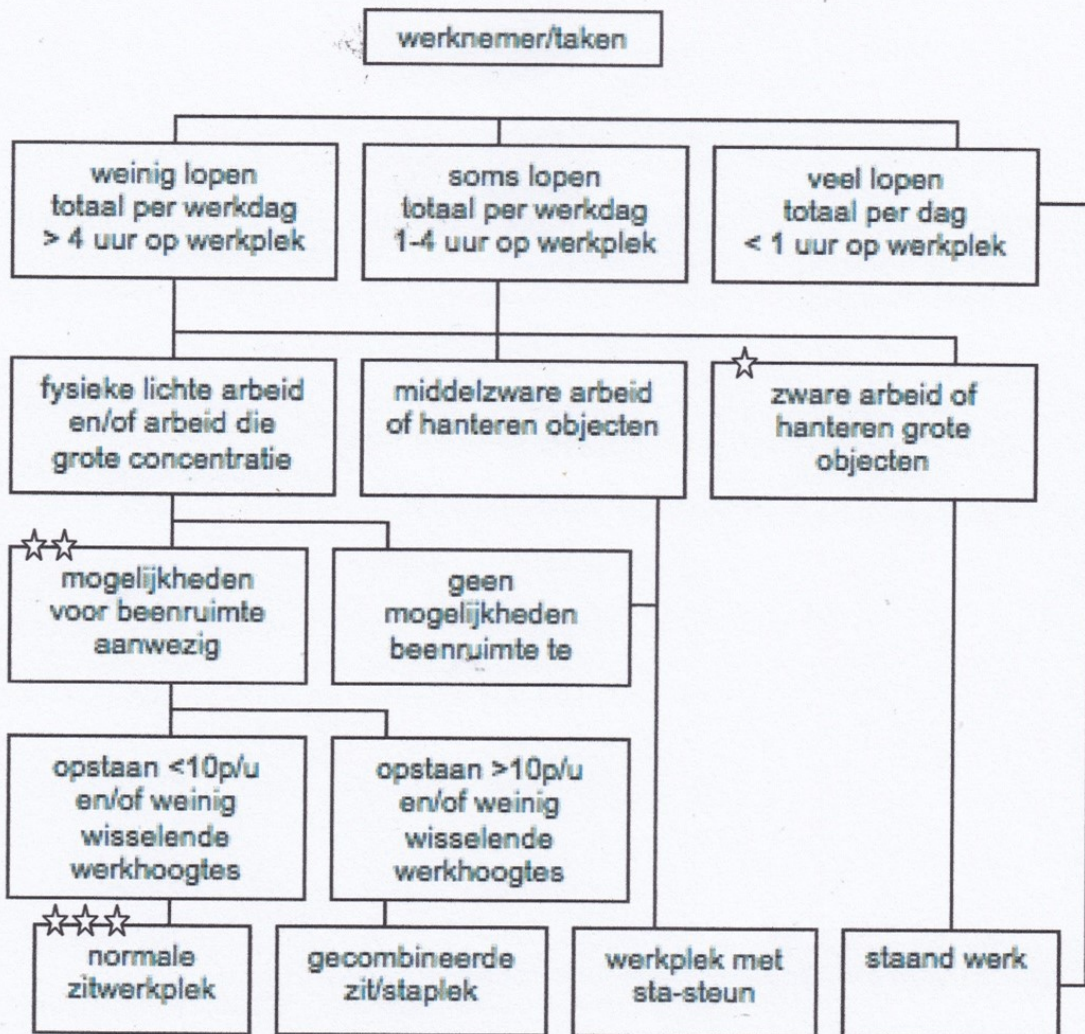 werknemer/taken
weinig lopen
totaal per werkdag
> 4 uur op werkplek
soms lopen
totaal per werkdag
1-4 uur op werkplek
veel lopen
totaal per dag
< 1 uur op werkplek
fysieke lichte arbeid
en/of arbeid die
grote concentratie
middelzware arbeid
of hanteren objecten
zware arbeid of
hanteren grote
objecten
mogelijkheden
voor beenruimte
aanwezig
geen
mogelijkheden
beenruimte te
opstaan <10p/u
en/of weinig
wisselende
werkhoogtes
opstaan >10p/u
en/of weinig
wisselende
werkhoogtes
normale
zitwerkplek
gecombineerde
zit/staplek
werkplek met
sta-steun
staand werk